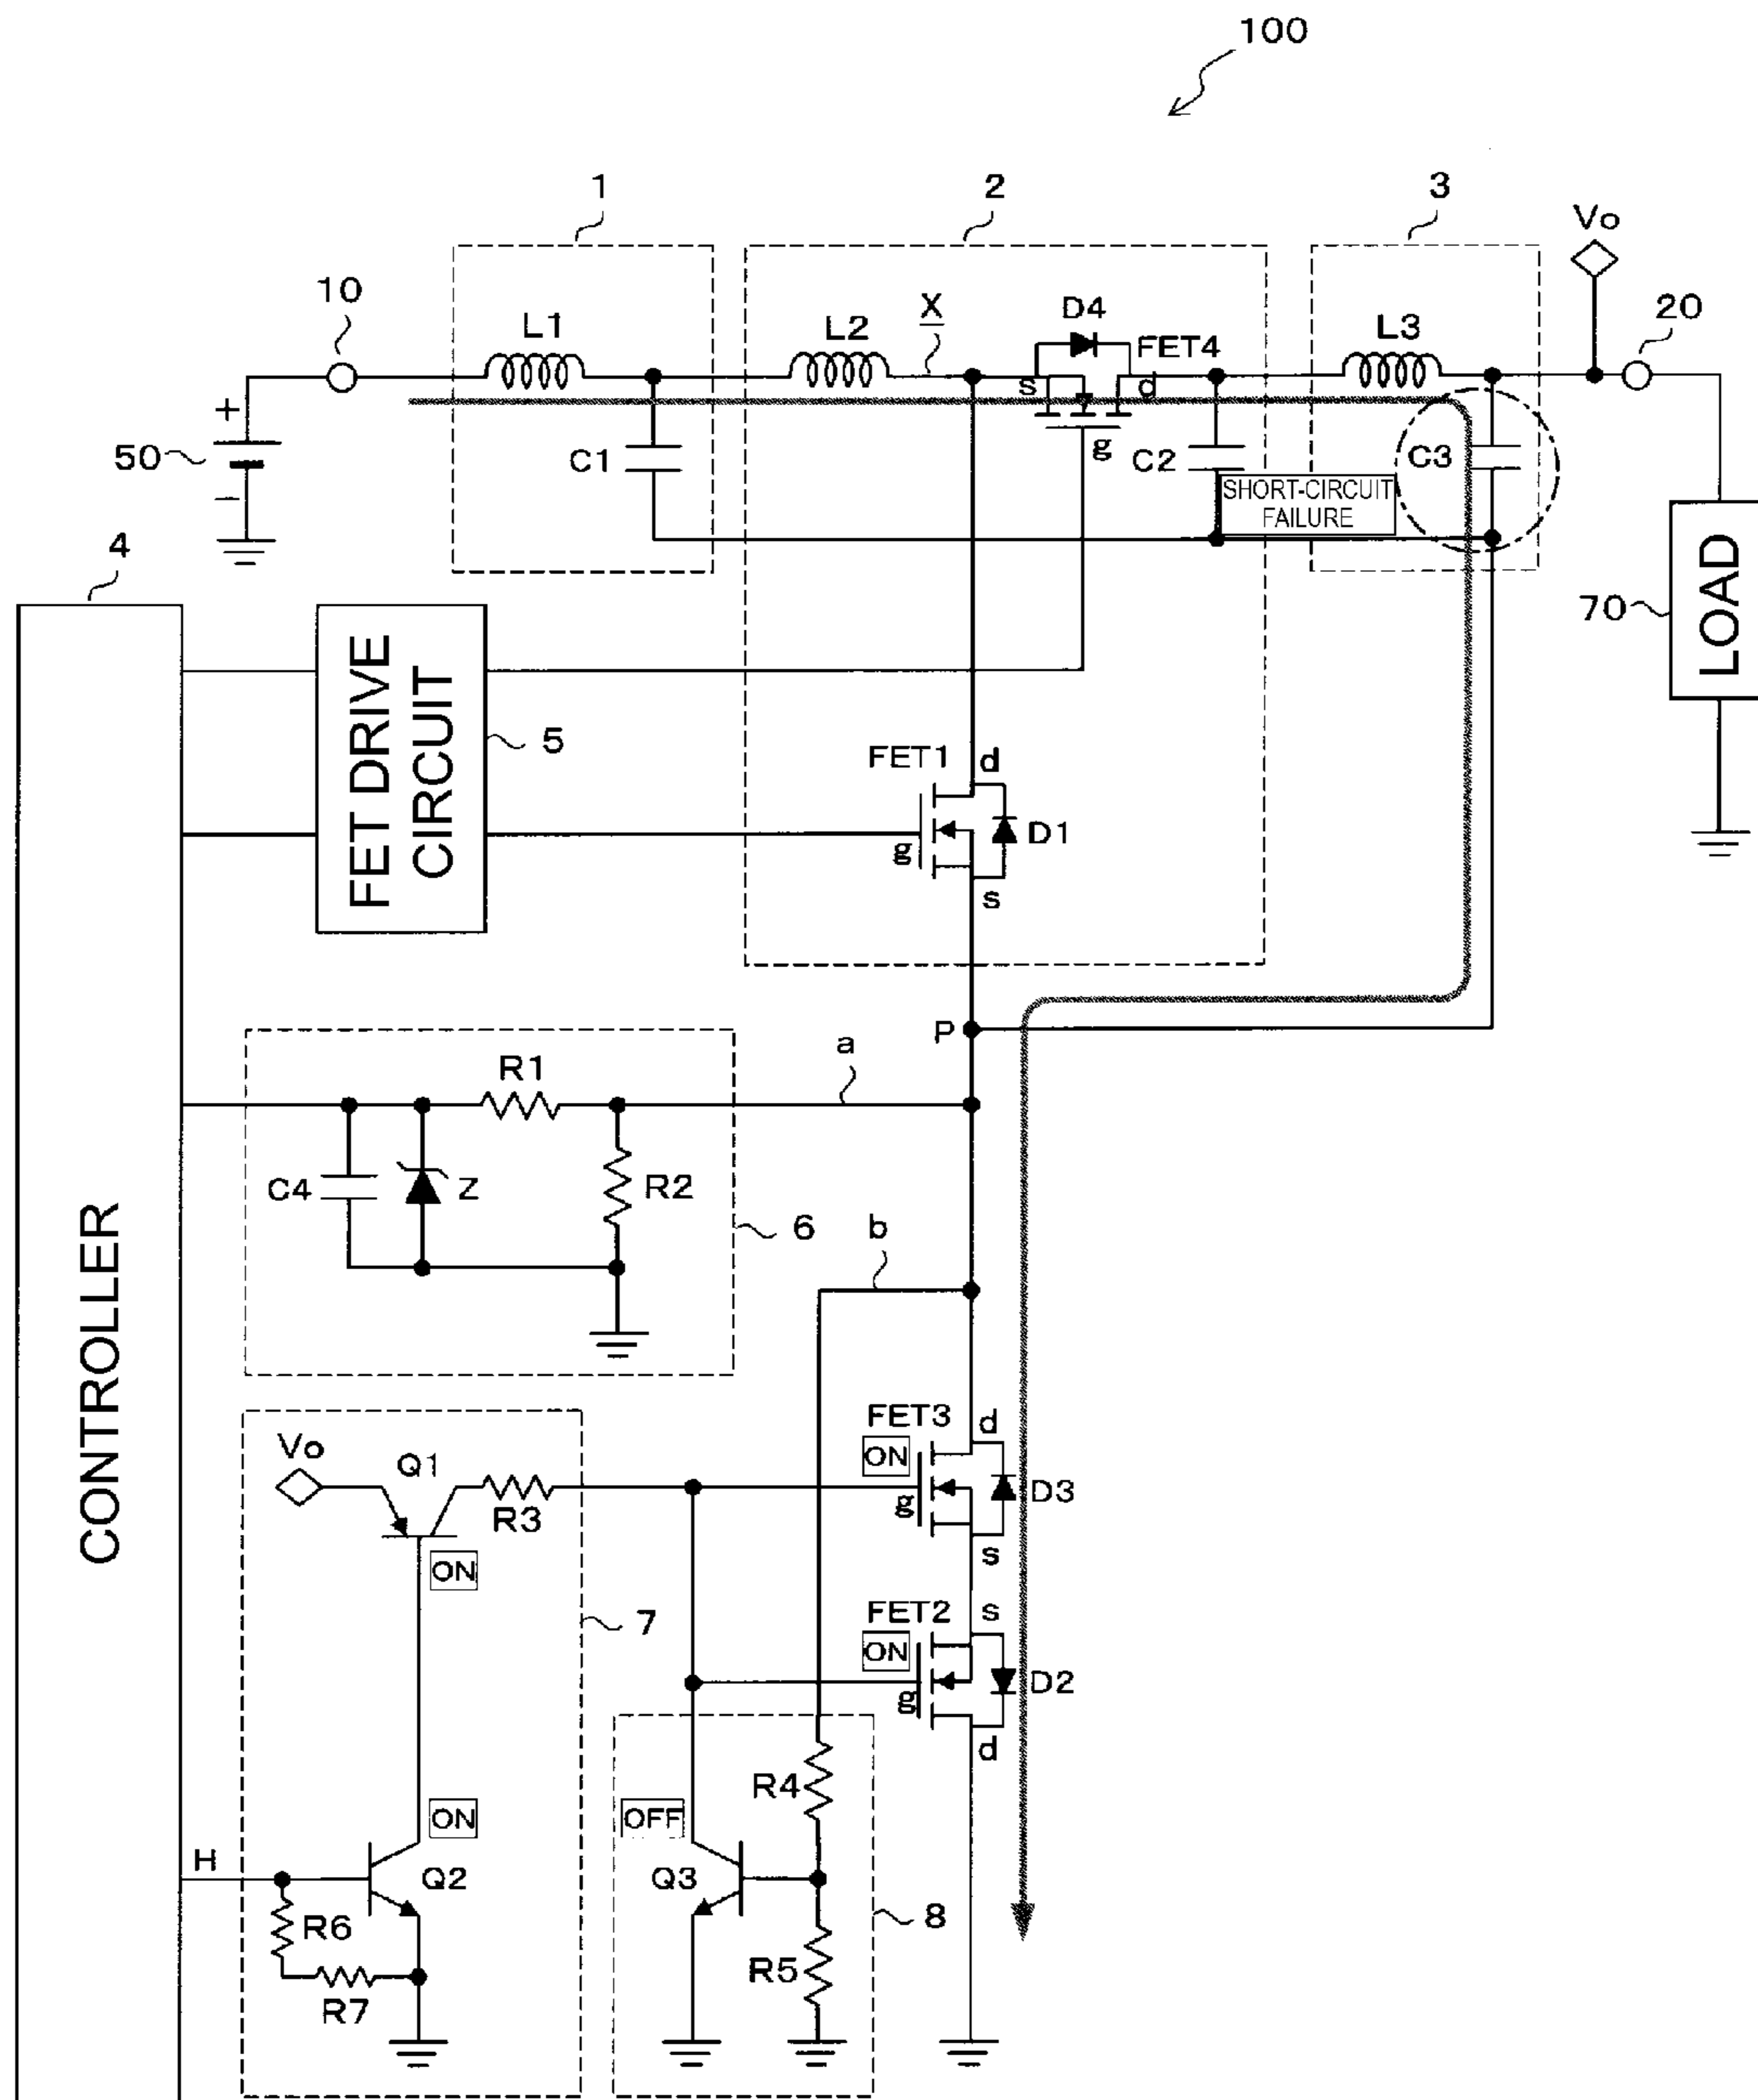 100
1
2
3
Vo
10
L1
L2
X
D4
FET4
L3
20
+
s
d
50
C1
g
C2
C3
−
SHORT-CIRCUIT
FAILURE
4
70
LOAD
FET DRIVE
CIRCUIT
5
FET1
d
g
D1
s
P
a
R1
C4
Z
R2
6
b
CONTROLLER
FET3
d
Vo
Q1
ON
R3
g
D3
ON
s
7
FET2
s
ON
g
D2
d
R4
ON
OFF
H
Q2
Q3
R6
8
R5
R7